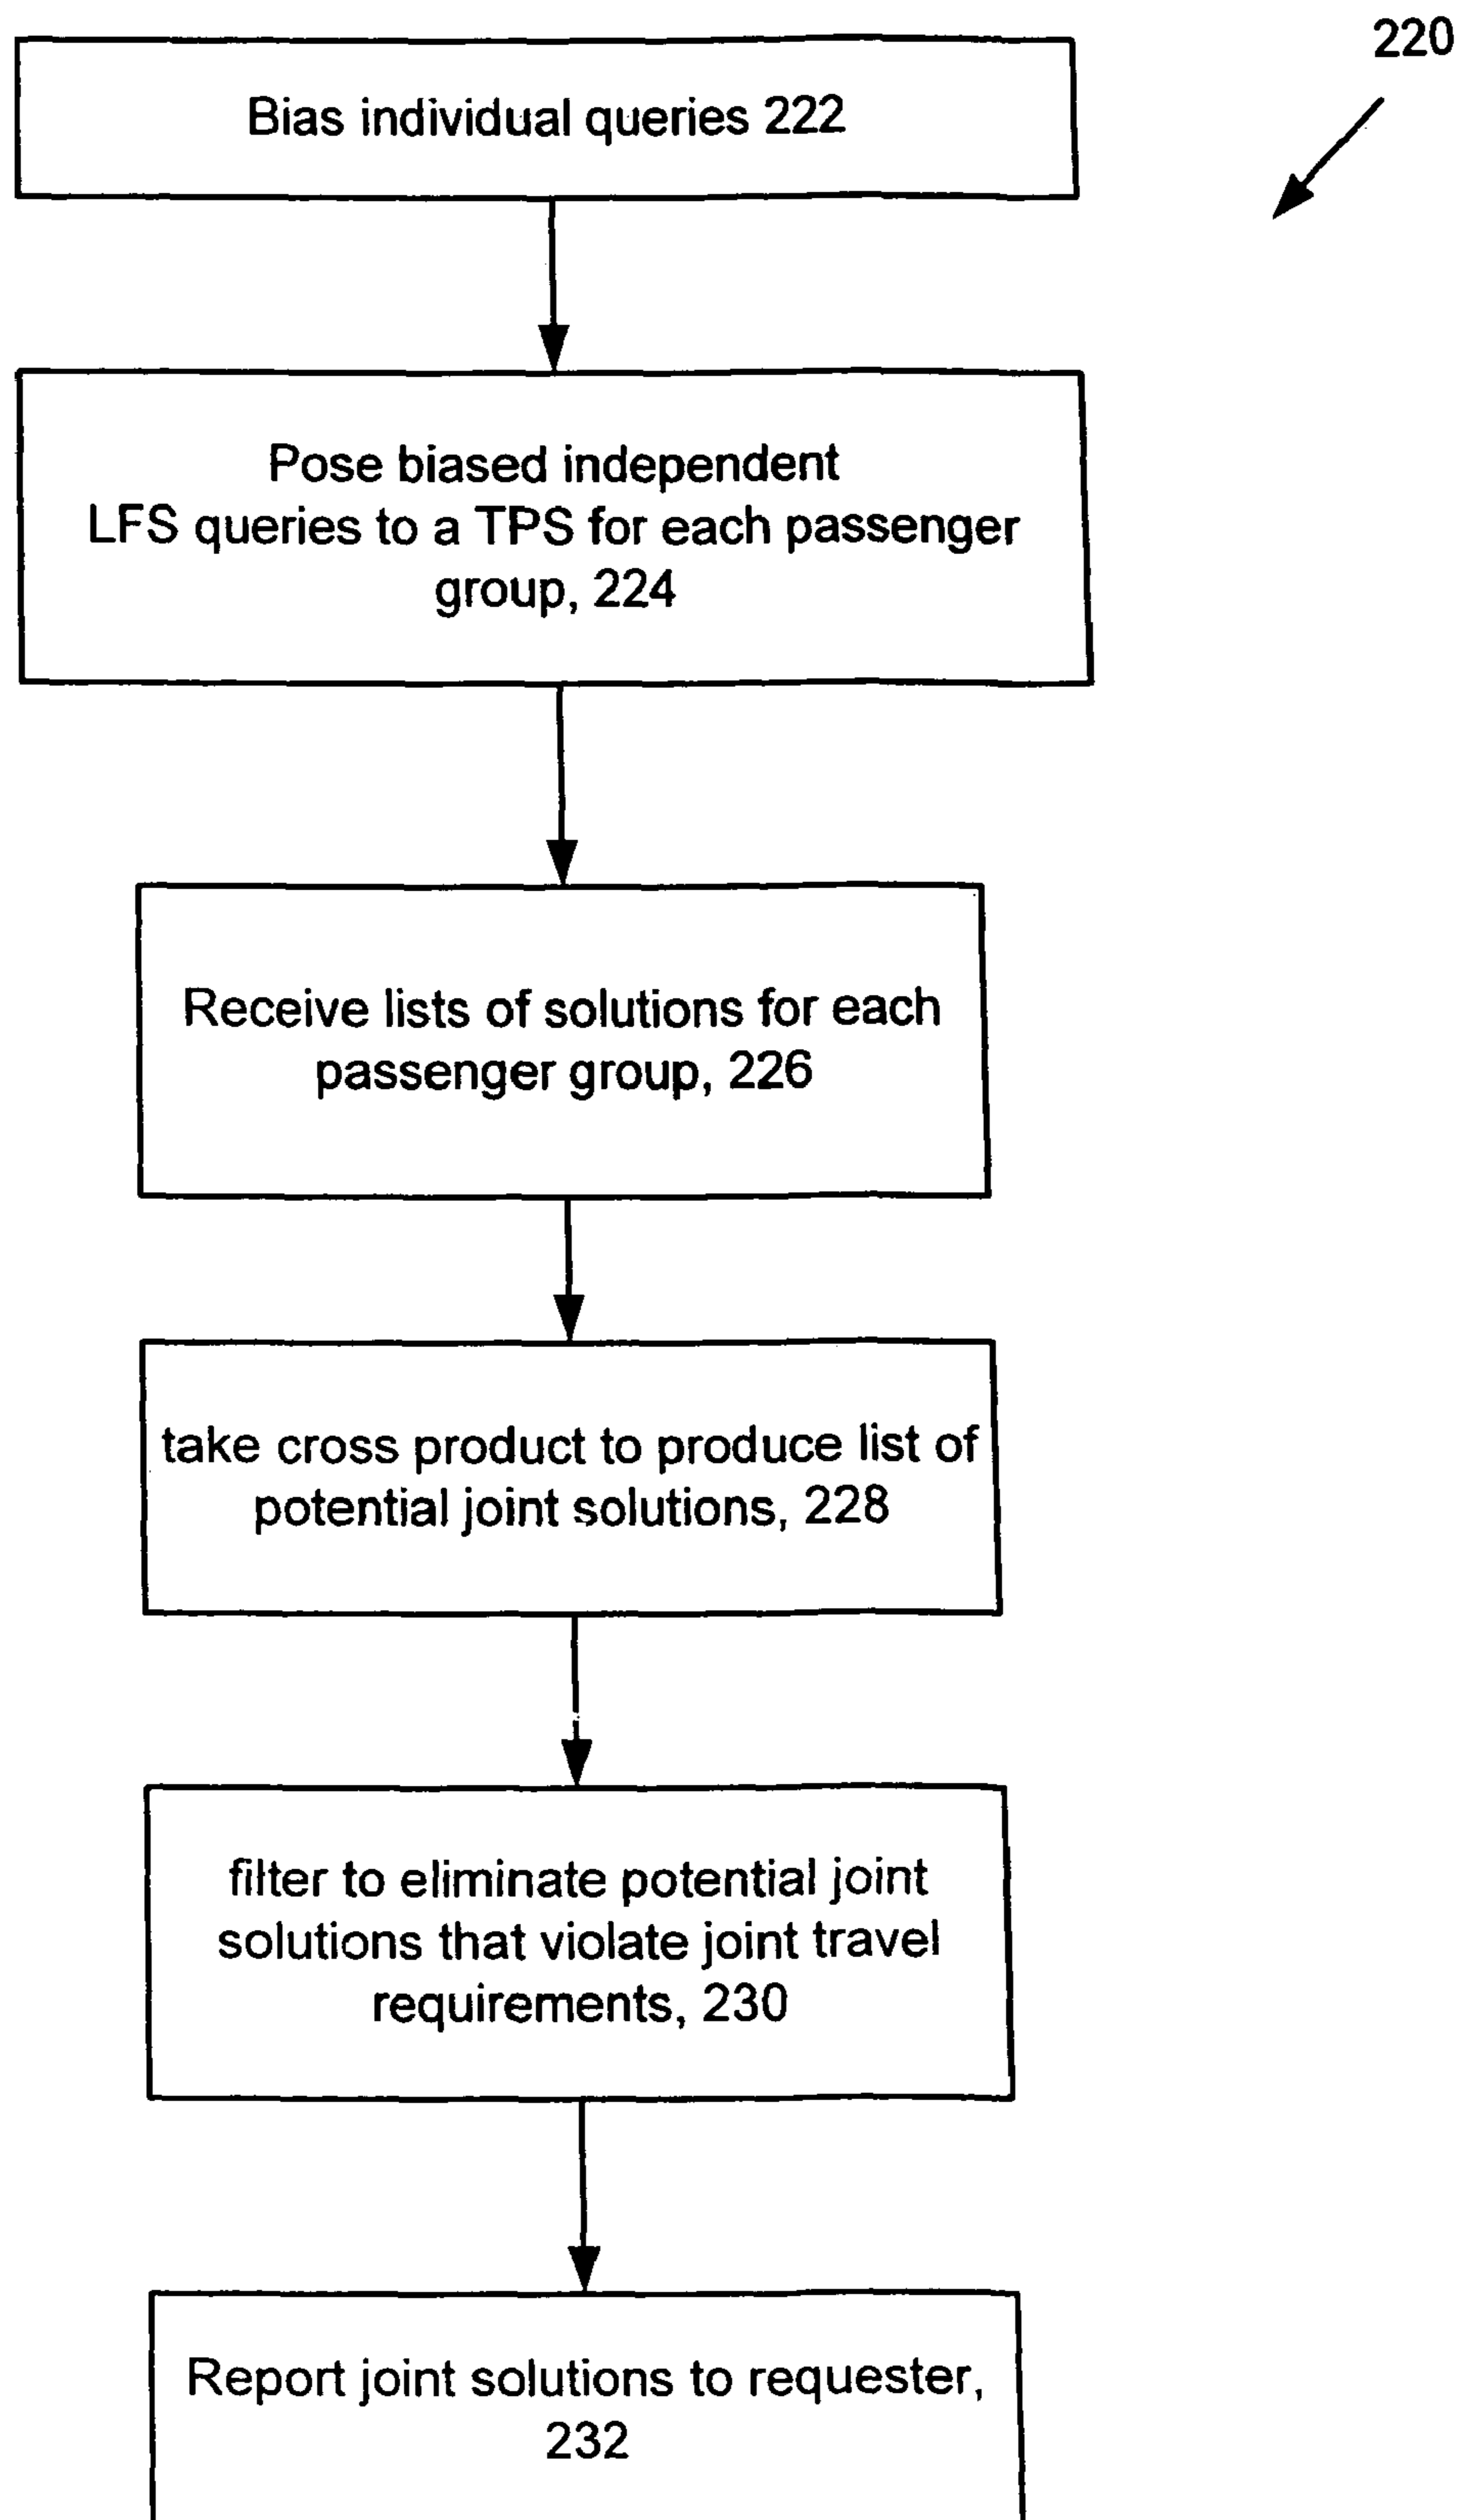 220
Bias individual queries 222
Pose biased independent
LFS queries to a TPS for each passenger
group, 224
Receive lists of solutions for each
passenger group, 226
take cross product to produce list of
potential joint solutions, 228
filter to eliminate potential joint
solutions that violate joint travel
requirements, 230
Report joint solutions to requester,
232